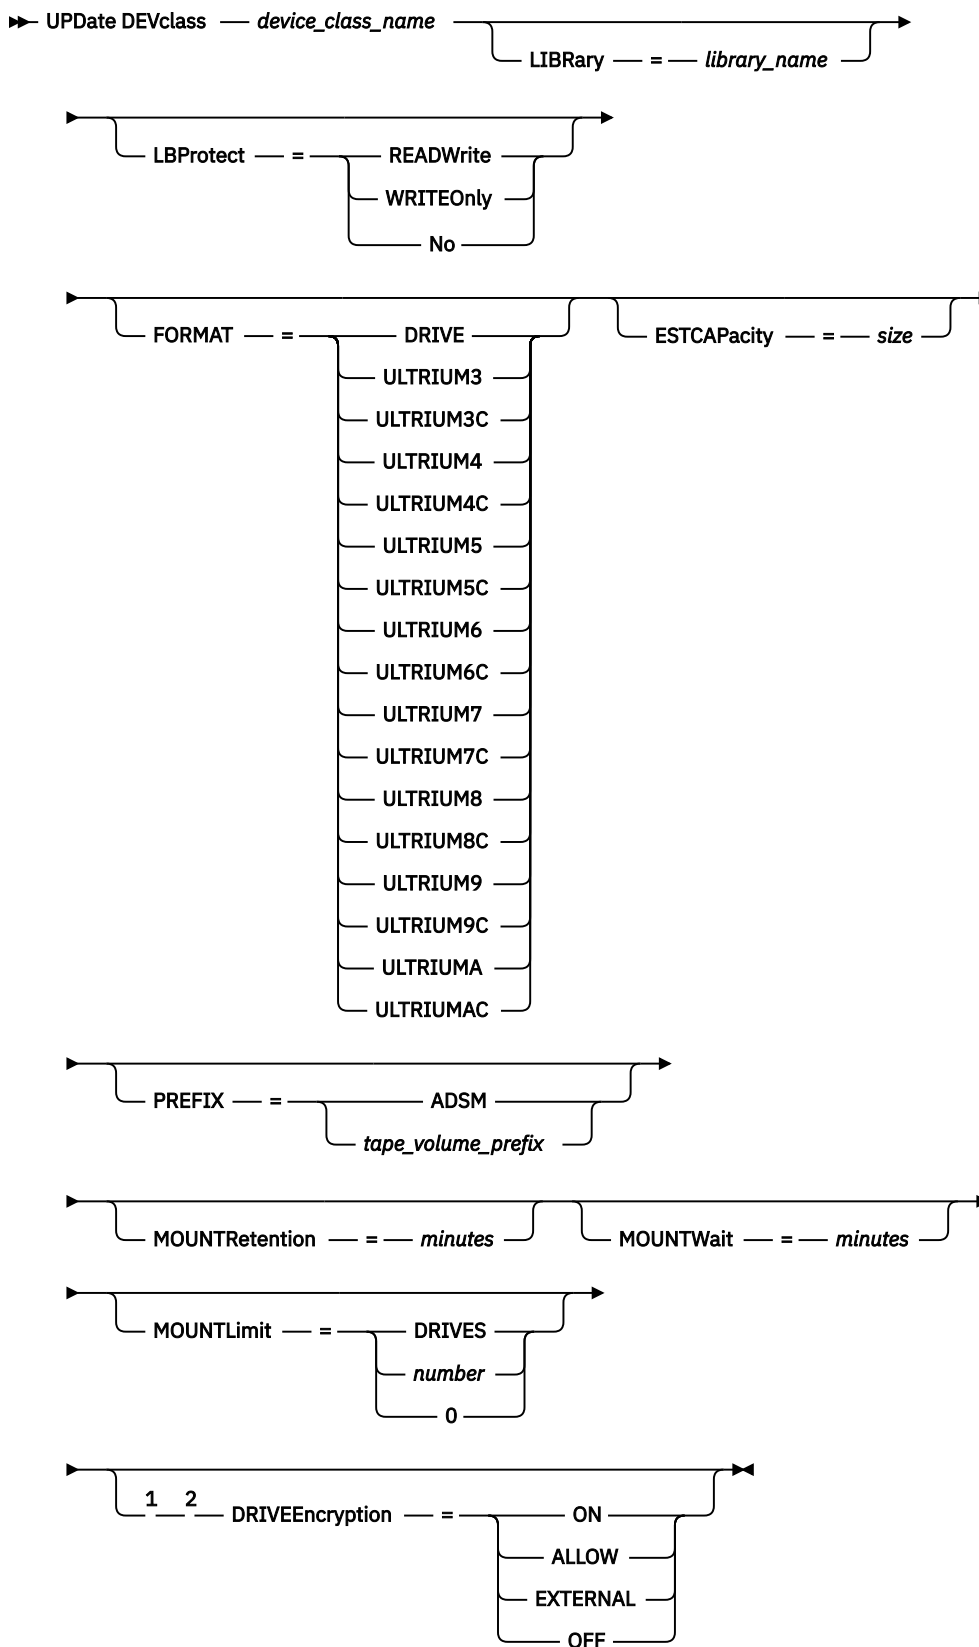 UPDate DEVclass device_class_name
LIBRary = library_name
LBProtect = READWrite
WRITEOnly
No
FORMAT = DRIVE ESTCAPacity = size
ULTRIUM3
ULTRIUM3C
ULTRIUM4
ULTRIUM4C
ULTRIUM5
ULTRIUM5C
ULTRIUM6
ULTRIUM6C
ULTRIUM7
ULTRIUM7C
ULTRIUM8
ULTRIUM8C
ULTRIUM9
ULTRIUM9C
ULTRIUMA
ULTRIUMAC
PREFIX = ADSM
tape_volume_prefix
MOUNTRetention = minutes MOUNTWait = minutes
MOUNTLimit = DRIVES
number
0
1 2 DRIVEEncryption = ON
ALLOW
EXTERNAL
OFF